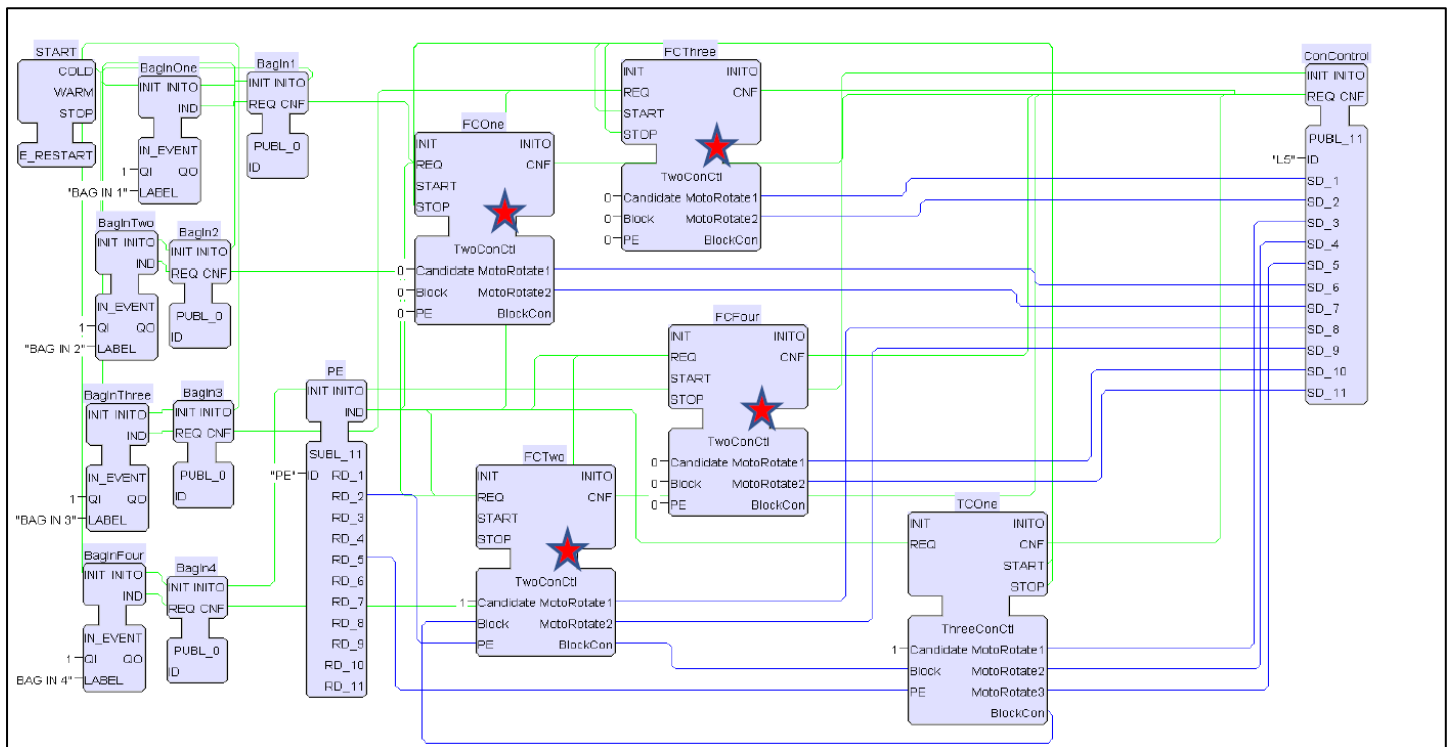 START
COLD
WARM
STOP
E_RESTART
BagInOne
INIT INITO
IND
IN_EVENT
1 QI QO
"BAG IN 1" LABEL
BagIn1
INIT INITO
REQ CNF
PUBL_0
ID
BagInTwo
INIT INITO
IND
IN_EVENT
1 QI QO
"BAG IN 2" LABEL
BagIn2
INIT INITO
REQ CNF
PUBL_0
ID
BagInThree
INIT INITO
IND
IN_EVENT
1 QI QO
"BAG IN 3" LABEL
BagIn3
INIT INITO
REQ CNF
PUBL_0
ID
BagInFour
INIT INITO
IND
IN_EVENT
1 QI QO
BAG IN 4" LABEL
BagIn4
INIT INITO
REQ CNF
PUBL_0
ID
PE
INIT INITO
IND
SUBL_11
"PE" ID RD_1
RD_2
RD_3
RD_4
RD_5
RD_6
RD_7
RD_8
RD_9
RD_10
RD_11
FCOne
INIT INITO
REQ CNF
START
STOP
TwoConCtl
0 Candidate MotoRotate1
0 Block MotoRotate2
0 PE BlockCon
FCThree
INIT INITO
REQ CNF
START
STOP
TwoConCtl
0 Candidate MotoRotate1
0 Block MotoRotate2
0 PE BlockCon
FCFour
INIT INITO
REQ CNF
START
STOP
TwoConCtl
0 Candidate MotoRotate1
0 Block MotoRotate2
0 PE BlockCon
FCTwo
INIT INITO
REQ CNF
START
STOP
TwoConCtl
1 Candidate MotoRotate1
Block MotoRotate2
PE BlockCon
TCOne
INIT INITO
REQ CNF
START
STOP
ThreeConCtl
1 Candidate MotoRotate1
Block MotoRotate2
PE MotoRotate3
BlockCon
ConControl
INIT INITO
REQ CNF
PUBL_11
"L5" ID
SD_1
SD_2
SD_3
SD_4
SD_5
SD_6
SD_7
SD_8
SD_9
SD_10
SD_11